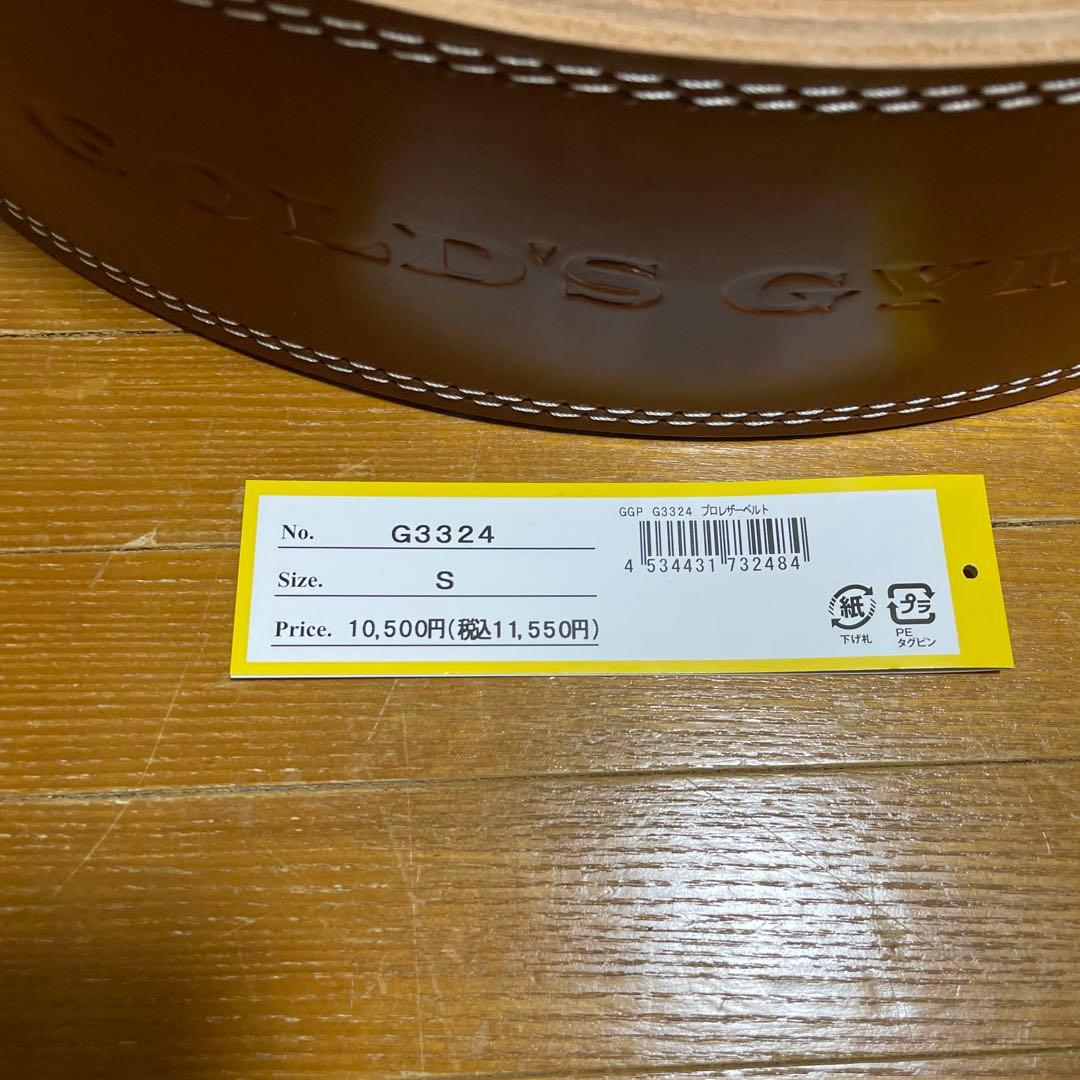 GOLD'S GYM
No. G3324
Size. S
Price. 10,500円(税込11,550円)
GGP G3324 プロレザーベルト
4 534431 732484
紙
下げ札
プラ
PE
タグピン